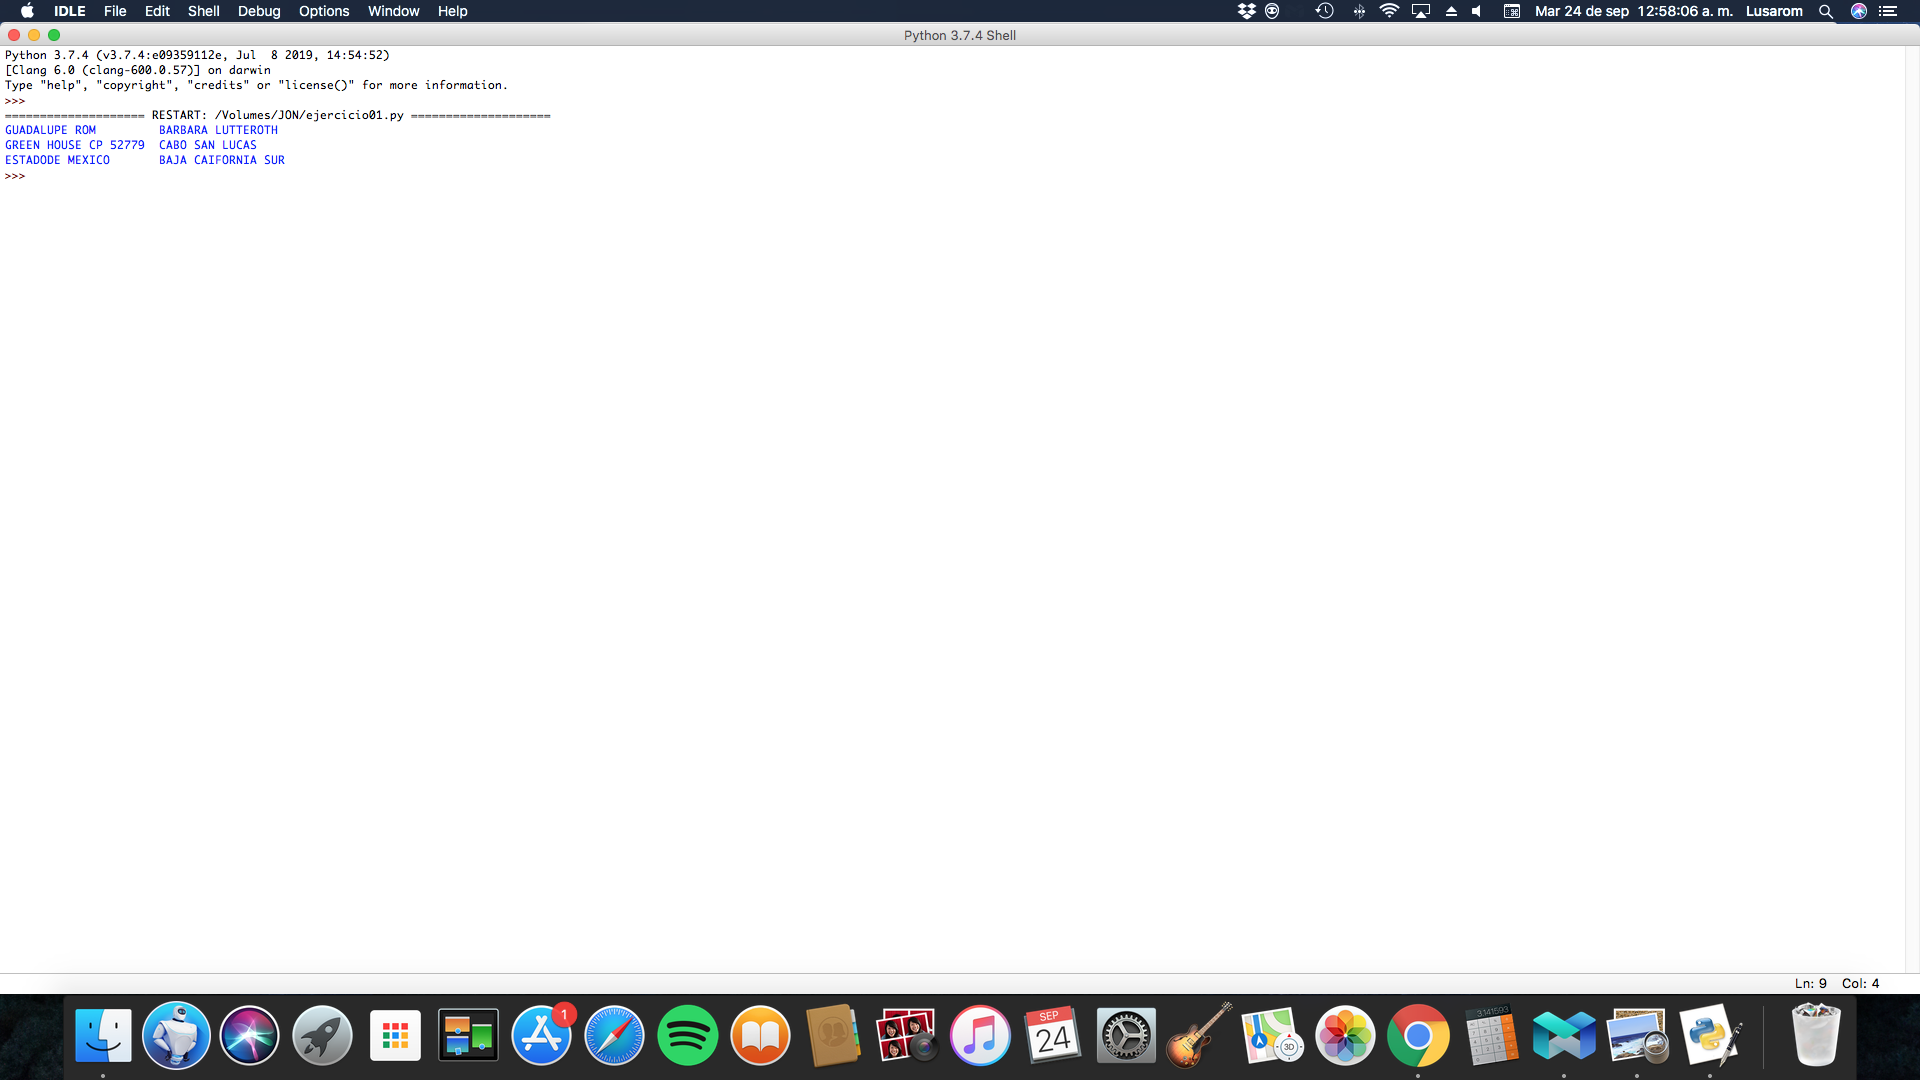 IDLE File Edit Shell Debug Options Window Help Mar 24 de sep 12:58:06 a. m. Lusarom
Python 3.7.4 Shell
Python 3.7.4 (v3.7.4:e09359112e, Jul  8 2019, 14:54:52)
[Clang 6.0 (clang-600.0.57)] on darwin
Type "help", "copyright", "credits" or "license()" for more information.
>>>
==================== RESTART: /Volumes/JON/ejercicio01.py ====================
GUADALUPE ROM         BARBARA LUTTEROTH
GREEN HOUSE CP 52779  CABO SAN LUCAS
ESTADODE MEXICO       BAJA CAIFORNIA SUR
>>>
Ln: 9 Col: 4
1
SEP
24
3D
3.141593